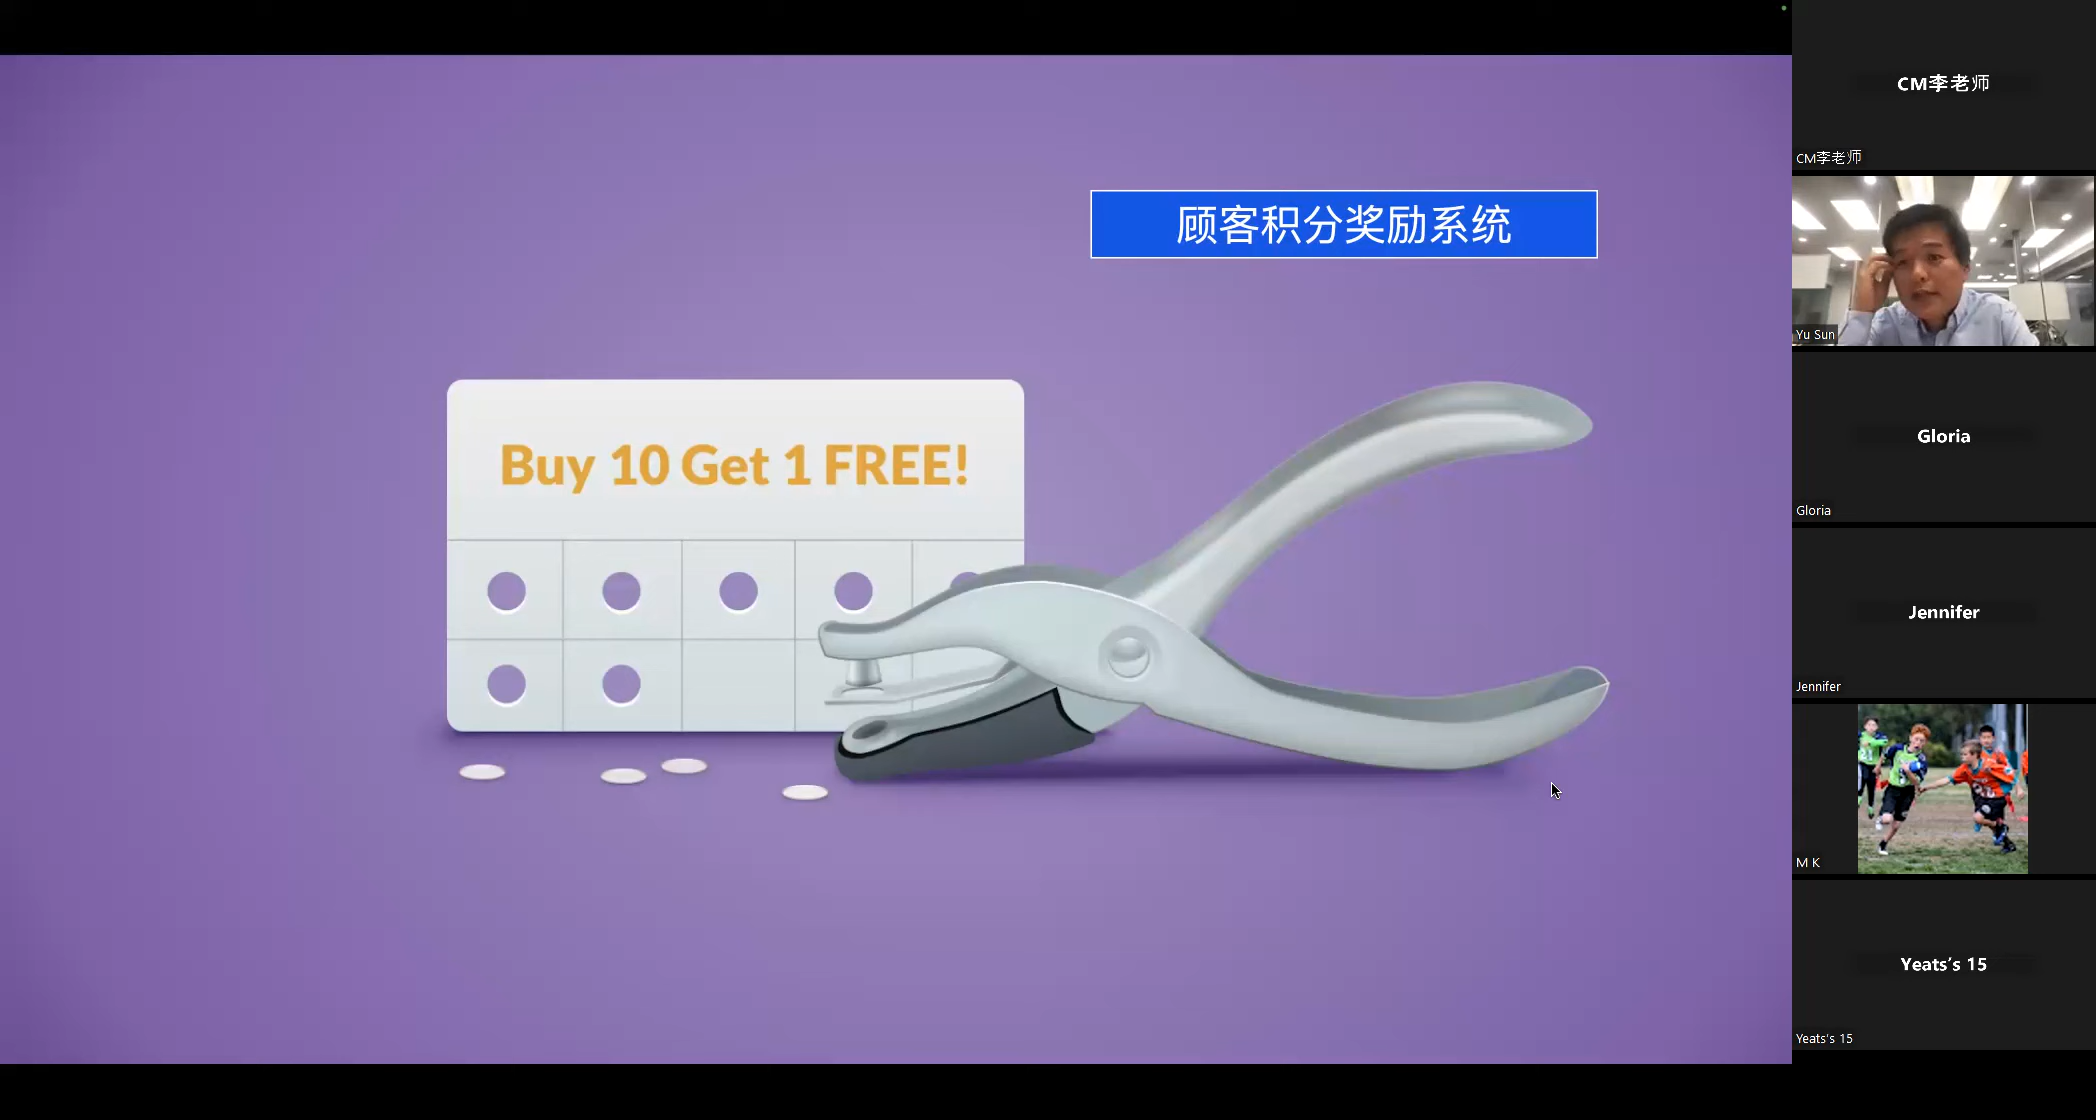 顾客积分奖励系统
Buy 10 Get 1 FREE!
CM李老师
CM李老师
Yu Sun
Gloria
Gloria
Jennifer
Jennifer
M K
Yeats's 15
Yeats's 15